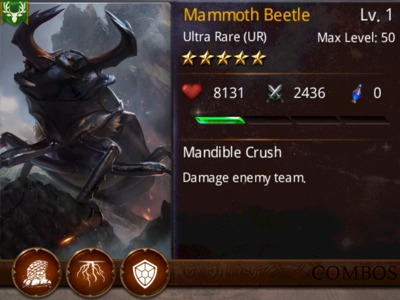 Mammoth Beetle Lv. 1
Ultra Rare (UR) Max Level: 50
8131 2436 0
Mandible Crush
Damage enemy team.
COMBOS